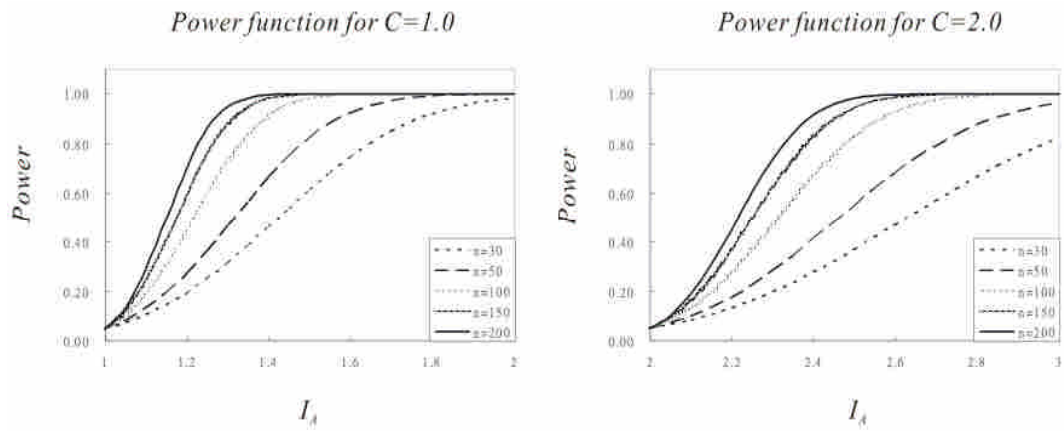 Power function for C=1.0
Power
1.00
0.80
0.60
0.40
0.20
0.00
n=30
n=50
n=100
n=150
n=200
1 1.2 1.4 1.6 1.8 2
I_A
Power function for C=2.0
Power
1.00
0.80
0.60
0.40
0.20
0.00
n=30
n=50
n=100
n=150
n=200
2 2.2 2.4 2.6 2.8 3
I_A